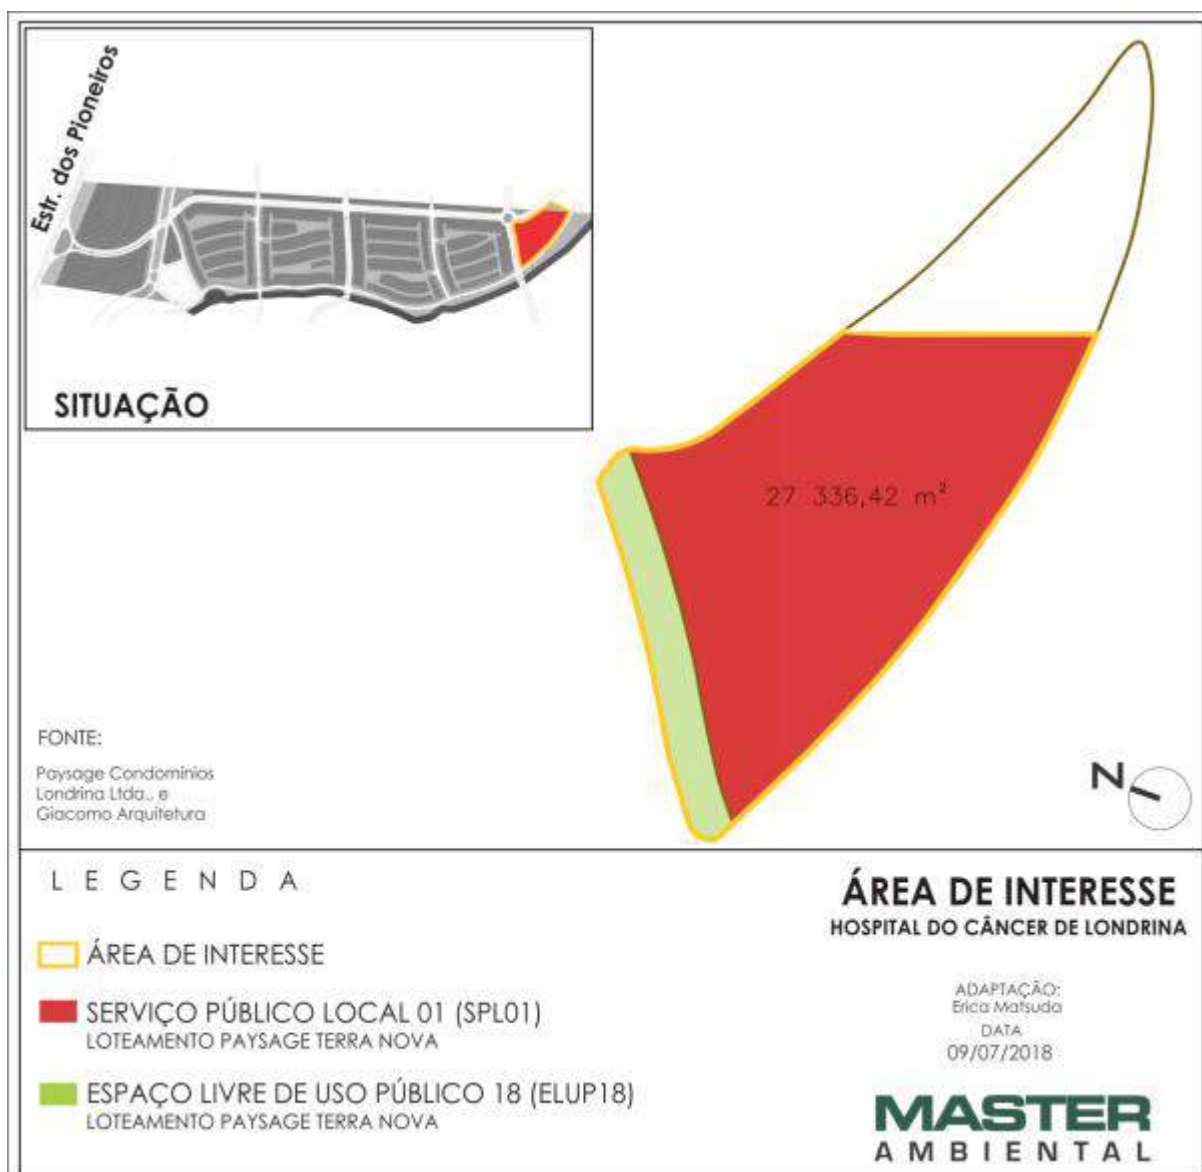 Estr. dos Pioneiros
SITUAÇÃO
27 336,42 m²
FONTE:
Paysage Condomínios
Londrina Ltda., e
Giacomo Arquitetura
N
LEGENDA
ÁREA DE INTERESSE
SERVIÇO PÚBLICO LOCAL 01 (SPL01)
LOTEAMENTO PAYSAGE TERRA NOVA
ESPAÇO LIVRE DE USO PÚBLICO 18 (ELUP18)
LOTEAMENTO PAYSAGE TERRA NOVA
ÁREA DE INTERESSE
HOSPITAL DO CÂNCER DE LONDRINA
ADAPTAÇÃO:
Erica Matsuda
DATA
09/07/2018
MASTER
AMBIENTAL